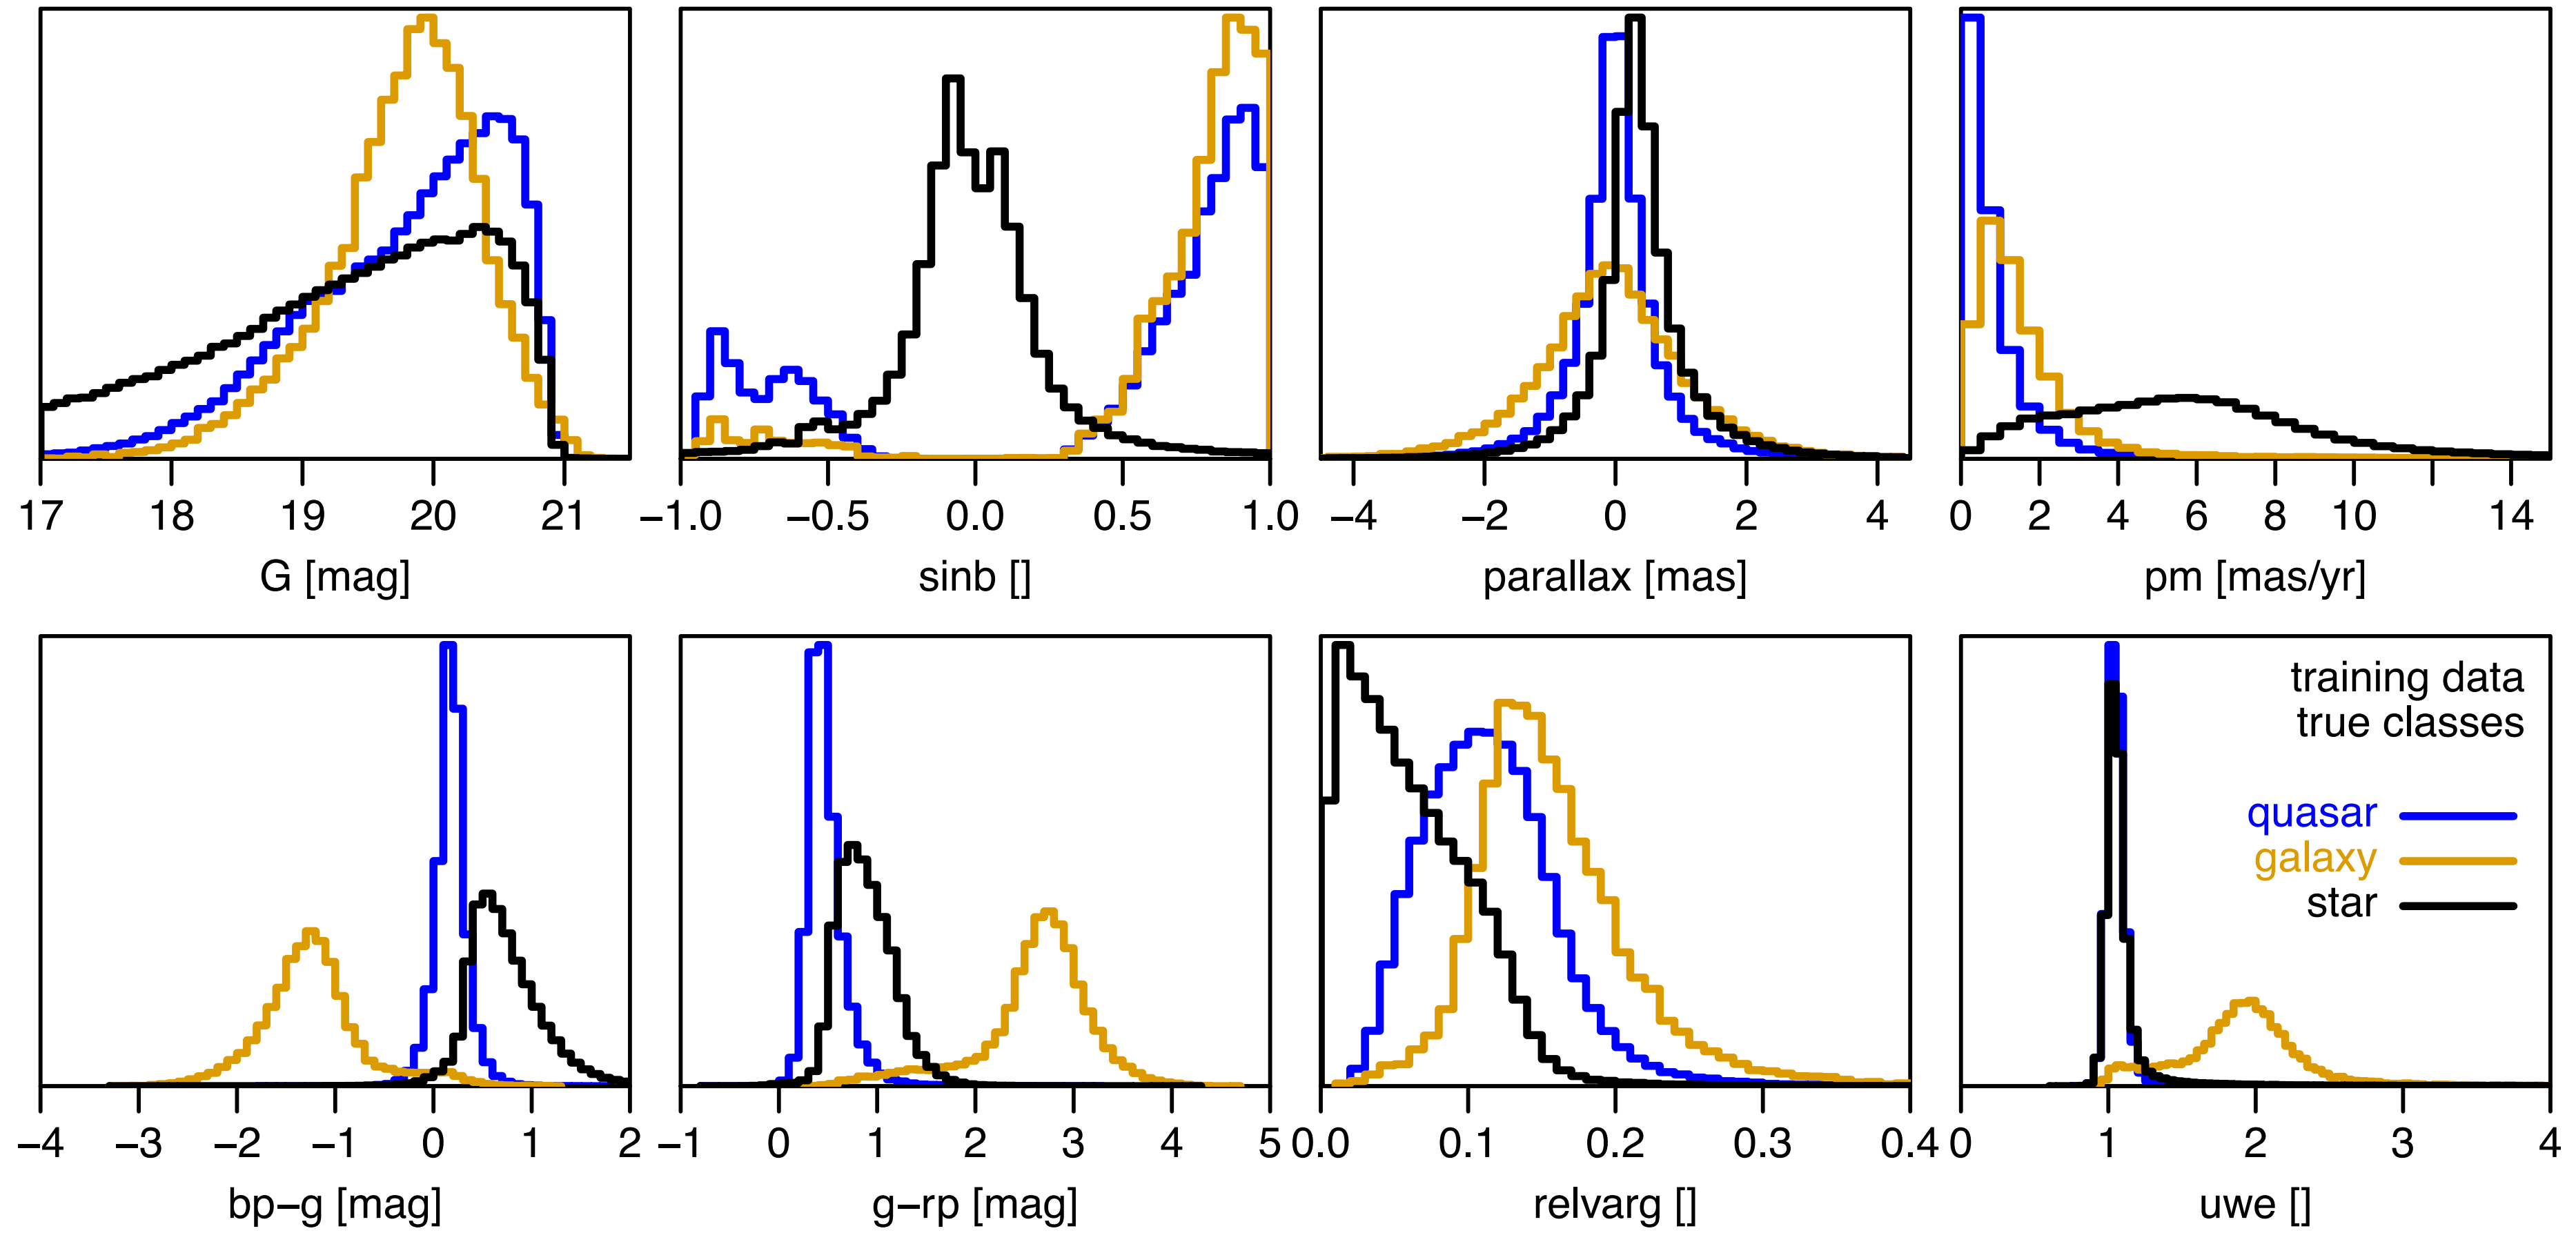 17 18 19 20 21
G [mag]
−1.0 −0.5 0.0 0.5 1.0
sinb []
−4 −2 0 2 4
parallax [mas]
0 2 4 6 8 10 14
pm [mas/yr]
−4 −3 −2 −1 0 1 2
bp−g [mag]
−1 0 1 2 3 4 5
g−rp [mag]
0.0 0.1 0.2 0.3 0.4
relvarg []
training data
true classes
quasar
galaxy
star
0 1 2 3 4
uwe []